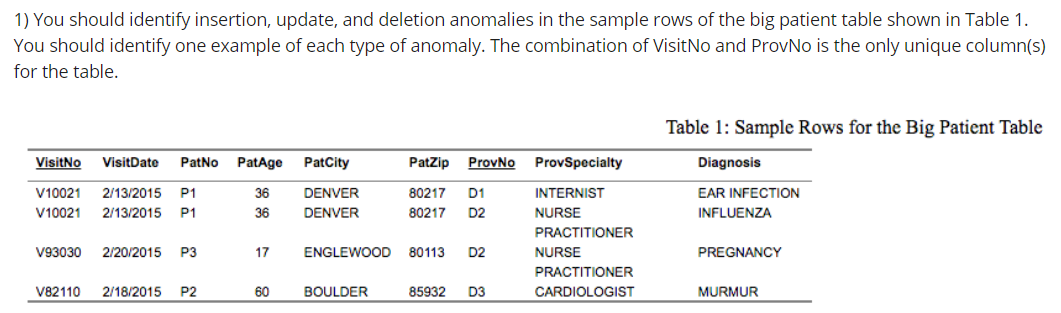 1) You should identify insertion, update, and deletion anomalies in the sample rows of the big patient table shown in Table 1.
You should identify one example of each type of anomaly. The combination of VisitNo and ProvNo is the only unique column(s)
for the table.
Table 1: Sample Rows for the Big Patient Table
VisitNo VisitDate PatNo PatAge PatCity PatZip ProvNo ProvSpecialty Diagnosis
V10021 2/13/2015 P1 36 DENVER 80217 D1 INTERNIST EAR INFECTION
V10021 2/13/2015 P1 36 DENVER 80217 D2 NURSE INFLUENZA
PRACTITIONER
V93030 2/20/2015 P3 17 ENGLEWOOD 80113 D2 NURSE PREGNANCY
PRACTITIONER
V82110 2/18/2015 P2 60 BOULDER 85932 D3 CARDIOLOGIST MURMUR